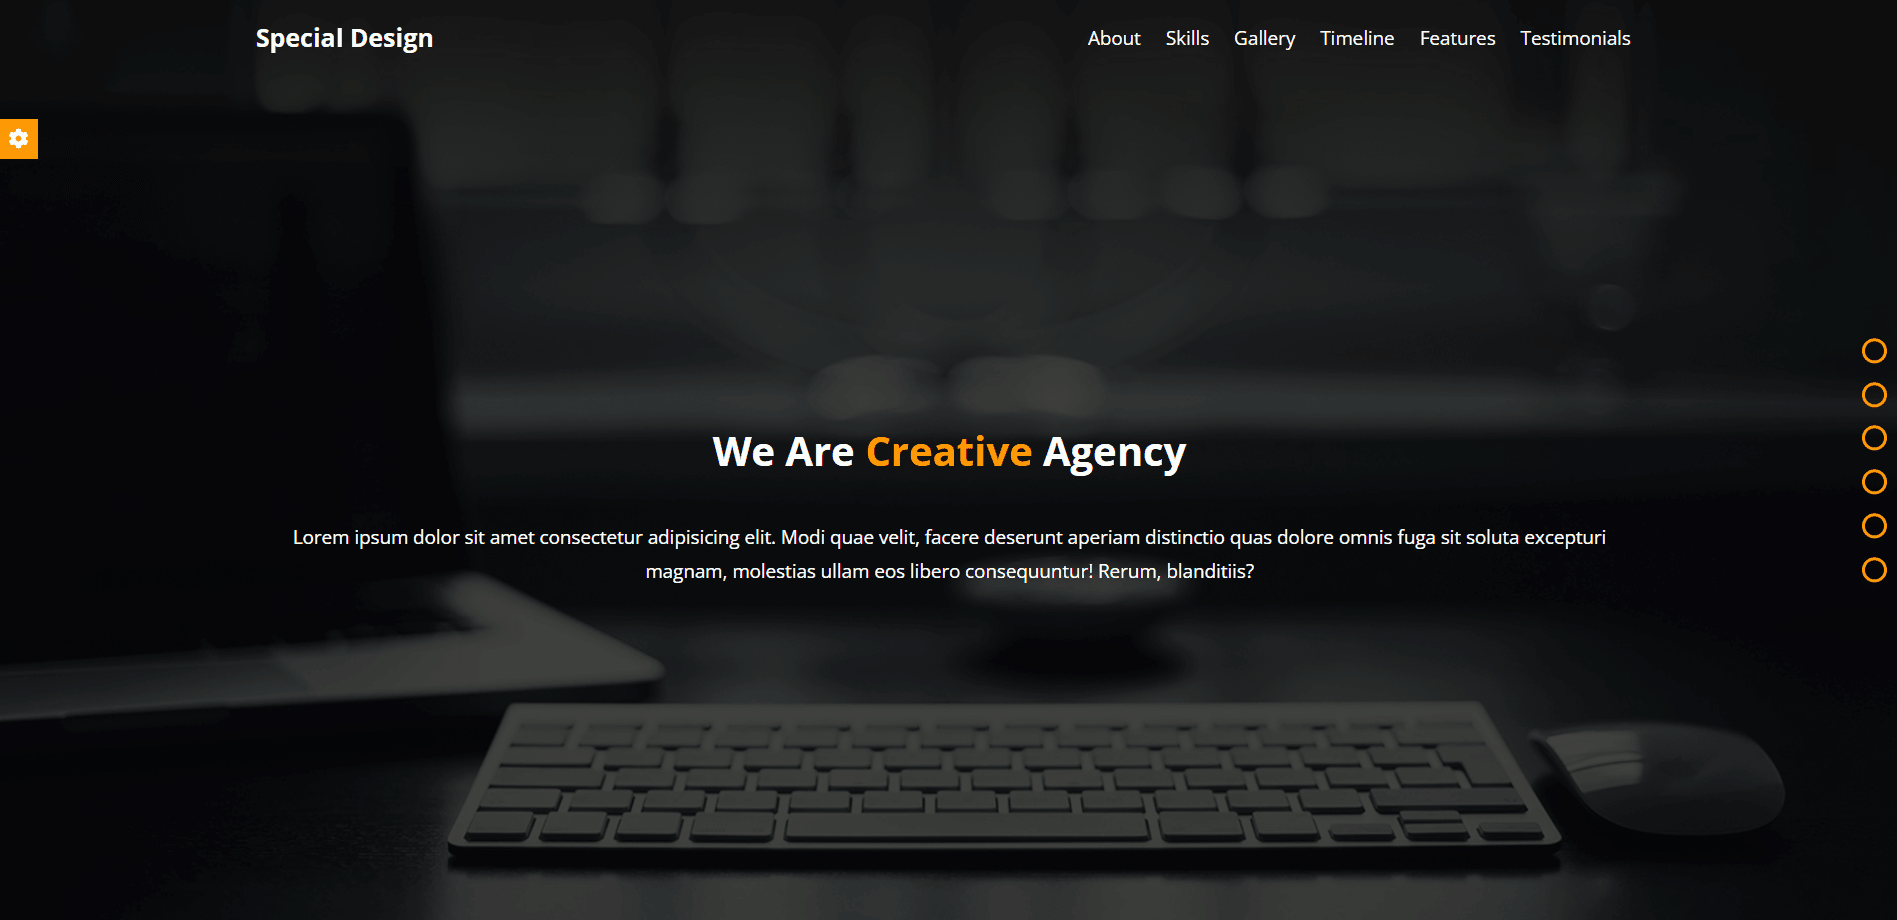 Special Design
About Skills Gallery Timeline Features Testimonials
We Are Creative Agency
Lorem ipsum dolor sit amet consectetur adipisicing elit. Modi quae velit, facere deserunt aperiam distinctio quas dolore omnis fuga sit soluta excepturi
magnam, molestias ullam eos libero consequuntur! Rerum, blanditiis?